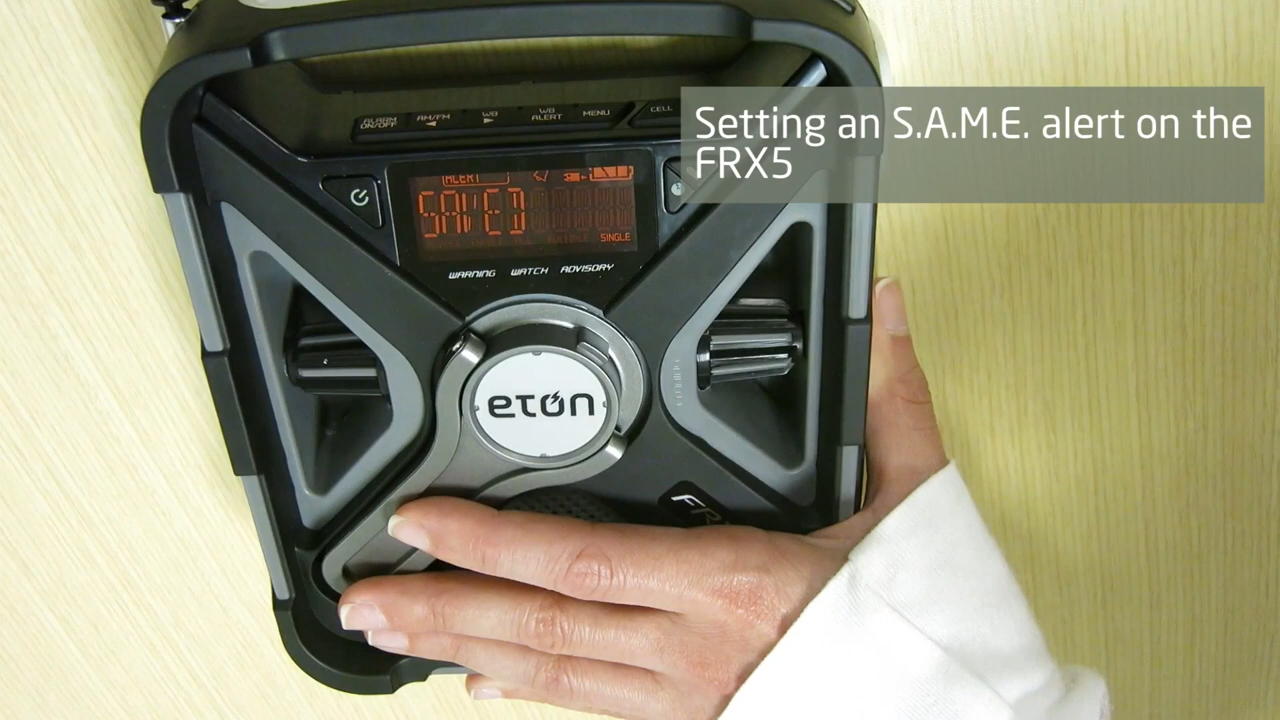 Setting an S.A.M.E. alert on the
FRX5
ALARM ON/OFF
AM/FM
WB
WB ALERT
MENU
CELL
ALERT
SAVED
SINGLE
WARNING WATCH ADVISORY
etón